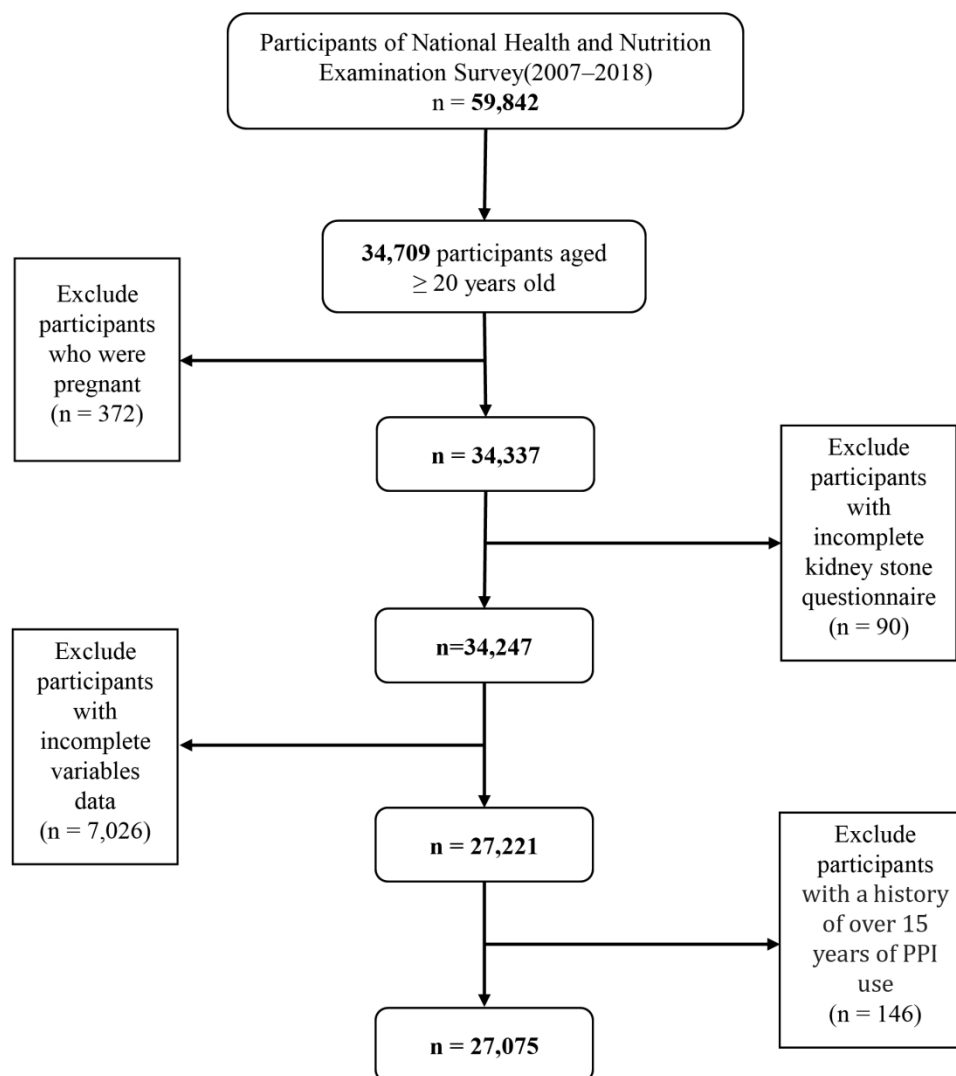 Participants of National Health and Nutrition
Examination Survey(2007–2018)
n = 59,842
34,709 participants aged
≥ 20 years old
Exclude
participants
who were
pregnant
(n = 372)
n = 34,337
Exclude
participants
with
incomplete
kidney stone
questionnaire
(n = 90)
n=34,247
Exclude
participants
with
incomplete
variables
data
(n = 7,026)
n = 27,221
Exclude
participants
with a history
of over 15
years of PPI
use
(n = 146)
n = 27,075